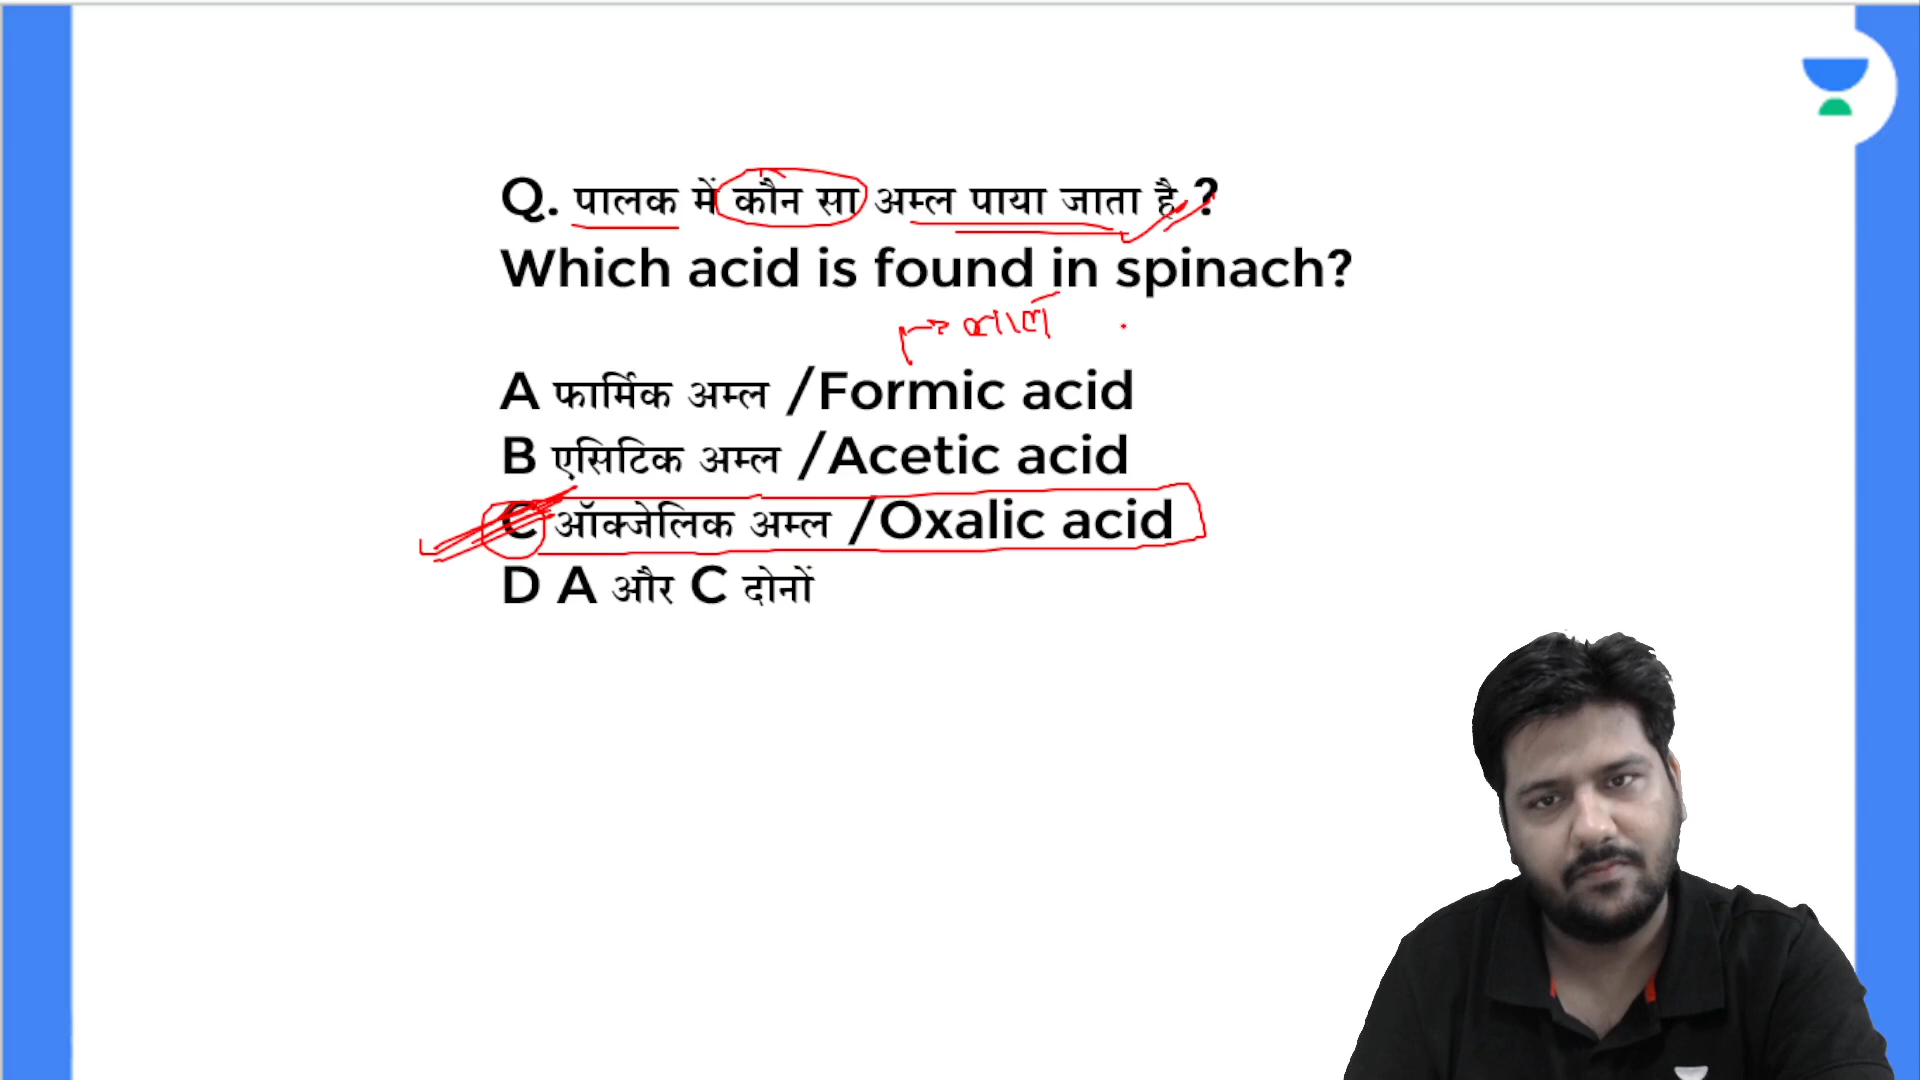 Q. पालक में कौन सा अम्ल पाया जाता है ?
Which acid is found in spinach?
A फार्मिक अम्ल /Formic acid
B एसिटिक अम्ल /Acetic acid
C ऑक्जेलिक अम्ल /Oxalic acid
D A और C दोनों